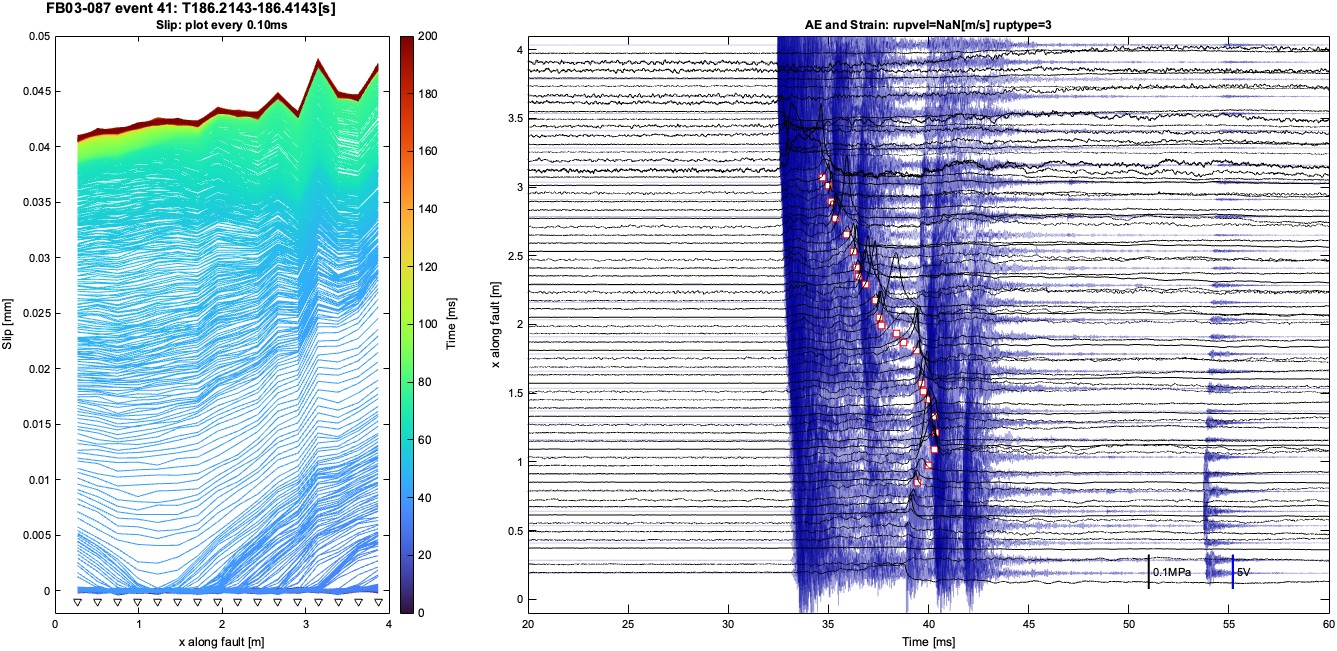 FB03-087 event 41: T186.2143-186.4143[s]
Slip: plot every 0.10ms
0.05
0.045
0.04
0.035
0.03
0.025
0.02
0.015
0.01
0.005
0
Slip [mm]
0 1 2 3 4
x along fault [m]
200
180
160
140
120
100
80
60
40
20
0
Time [ms]
AE and Strain: rupvel=NaN[m/s] ruptype=3
4
3.5
3
2.5
2
1.5
1
0.5
0
x along fault [m]
0.1MPa 5V
20 25 30 35 40 45 50 55 60
Time [ms]